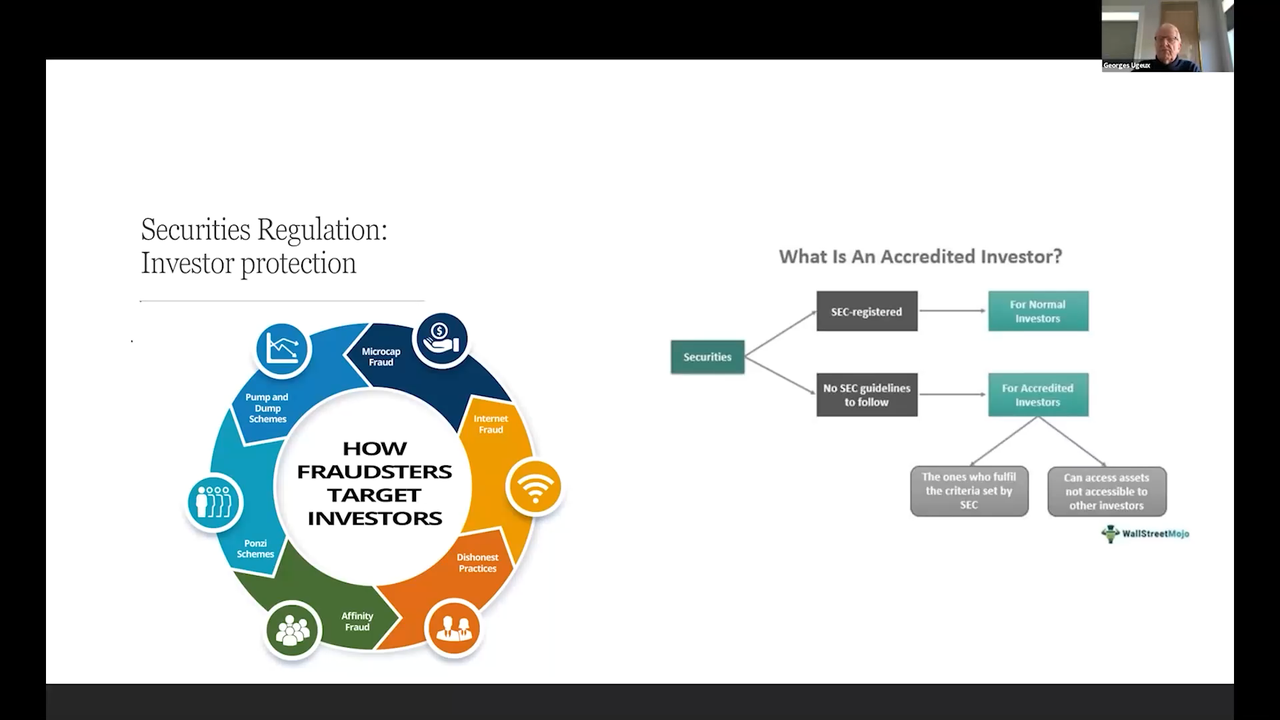 Georges Ugeux
Securities Regulation:
Investor protection
Microcap
Fraud
Internet
Fraud
Dishonest
Practices
Affinity
Fraud
Ponzi
Schemes
Pump and
Dump
Schemes
HOW
FRAUDSTERS
TARGET
INVESTORS
What Is An Accredited Investor?
Securities
SEC-registered
For Normal
Investors
No SEC guidelines
to follow
For Accredited
Investors
The ones who fulfil
the criteria set by
SEC
Can access assets
not accessible to
other investors
WallStreetMojo